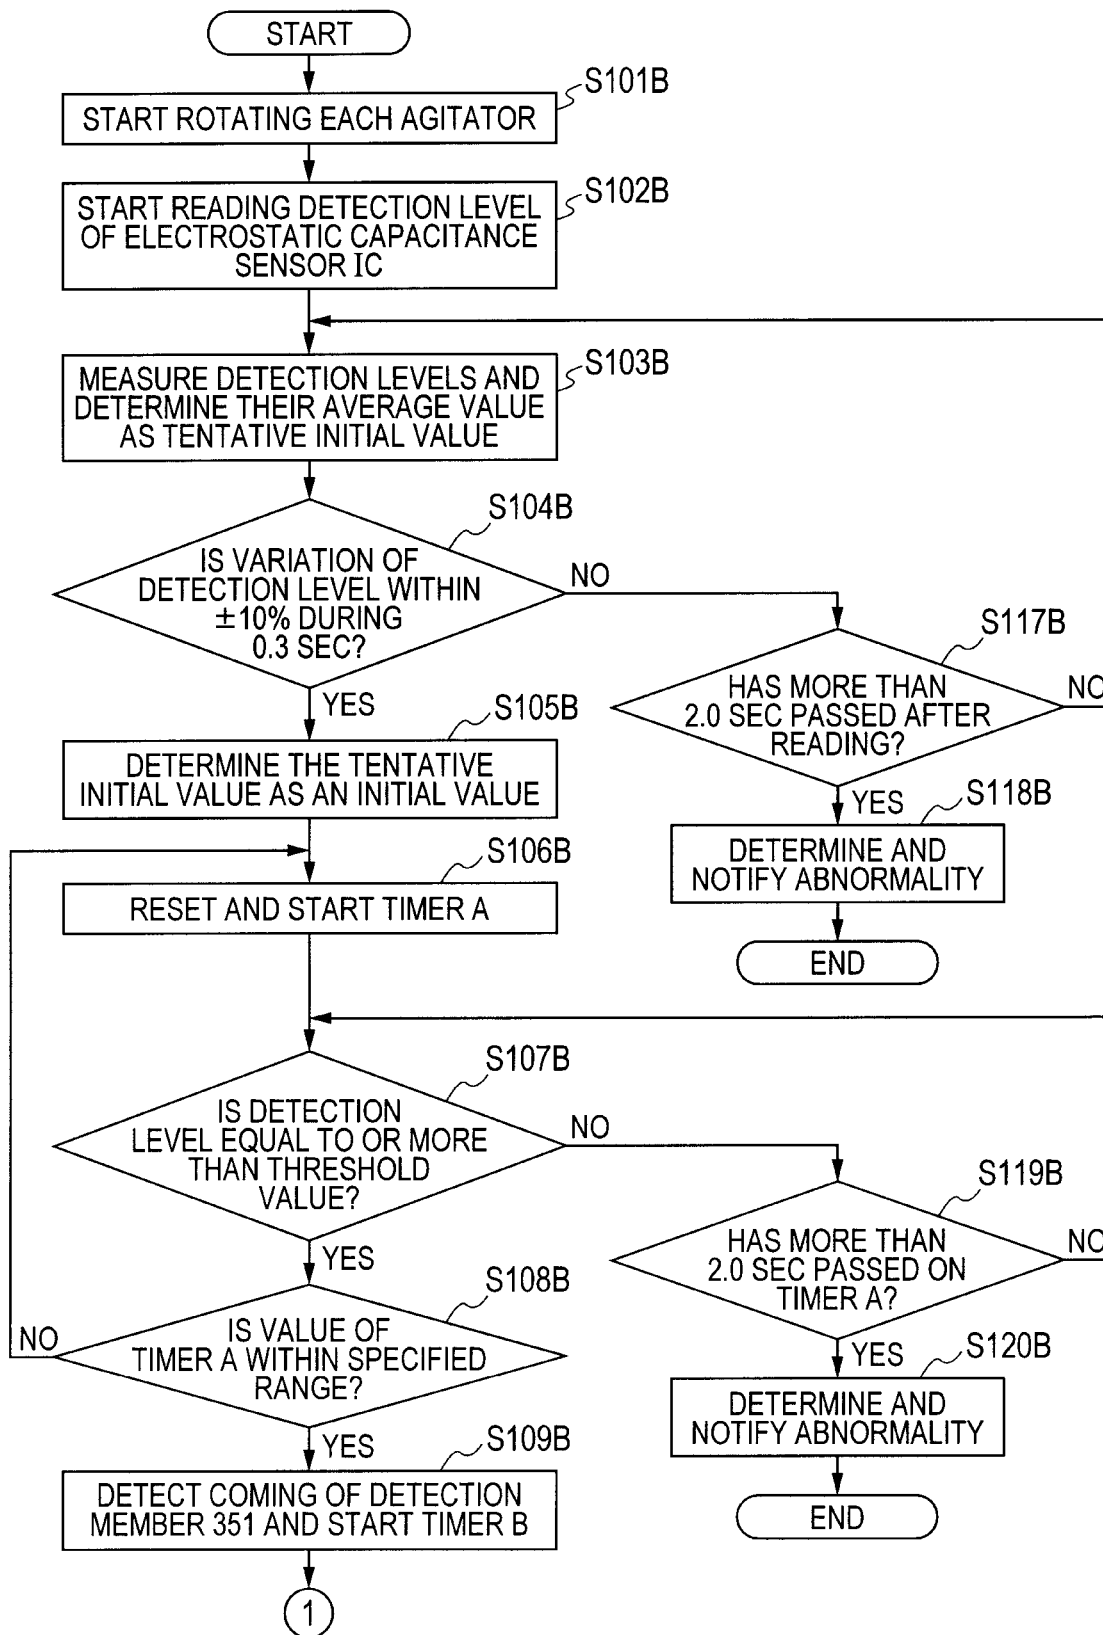 START
S101B
START ROTATING EACH AGITATOR
S102B
START READING DETECTION LEVEL
OF ELECTROSTATIC CAPACITANCE
SENSOR IC
S103B
MEASURE DETECTION LEVELS AND
DETERMINE THEIR AVERAGE VALUE
AS TENTATIVE INITIAL VALUE
S104B
IS VARIATION OF
DETECTION LEVEL WITHIN
±10% DURING
0.3 SEC?
NO
YES
S117B
HAS MORE THAN
2.0 SEC PASSED AFTER
READING?
NO
YES
S105B
DETERMINE THE TENTATIVE
INITIAL VALUE AS AN INITIAL VALUE
S118B
DETERMINE AND
NOTIFY ABNORMALITY
END
S106B
RESET AND START TIMER A
S107B
IS DETECTION
LEVEL EQUAL TO OR MORE
THAN THRESHOLD
VALUE?
NO
YES
S119B
HAS MORE THAN
2.0 SEC PASSED ON
TIMER A?
NO
YES
S108B
IS VALUE OF
TIMER A WITHIN SPECIFIED
RANGE?
NO
YES
S120B
DETERMINE AND
NOTIFY ABNORMALITY
END
S109B
DETECT COMING OF DETECTION
MEMBER 351 AND START TIMER B
1